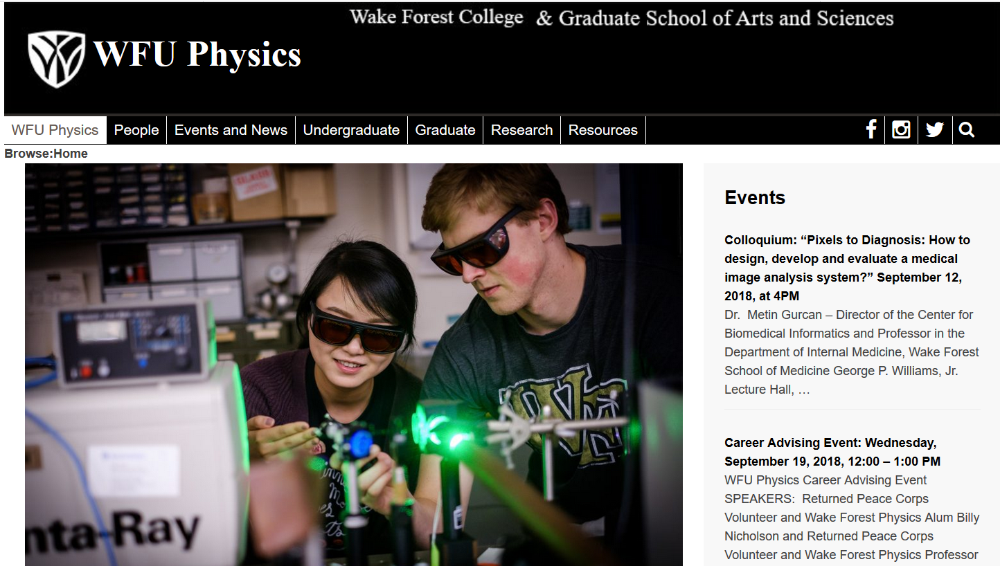 Wake Forest College & Graduate School of Arts and Sciences
WFU Physics
WFU Physics People Events and News Undergraduate Graduate Research Resources
Browse:Home
nta-Ray
Events
Colloquium: “Pixels to Diagnosis: How to
design, develop and evaluate a medical
image analysis system?” September 12,
2018, at 4PM
Dr. Metin Gurcan – Director of the Center for
Biomedical Informatics and Professor in the
Department of Internal Medicine, Wake Forest
School of Medicine George P. Williams, Jr.
Lecture Hall, …
Career Advising Event: Wednesday,
September 19, 2018, 12:00 – 1:00 PM
WFU Physics Career Advising Event
SPEAKERS: Returned Peace Corps
Volunteer and Wake Forest Physics Alum Billy
Nicholson and Returned Peace Corps
Volunteer and Wake Forest Physics Professor